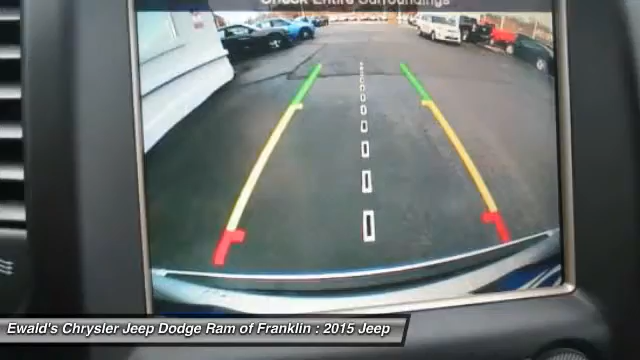 Check Entire Surroundings
Ewald's Chrysler Jeep Dodge Ram of Franklin : 2015 Jeep